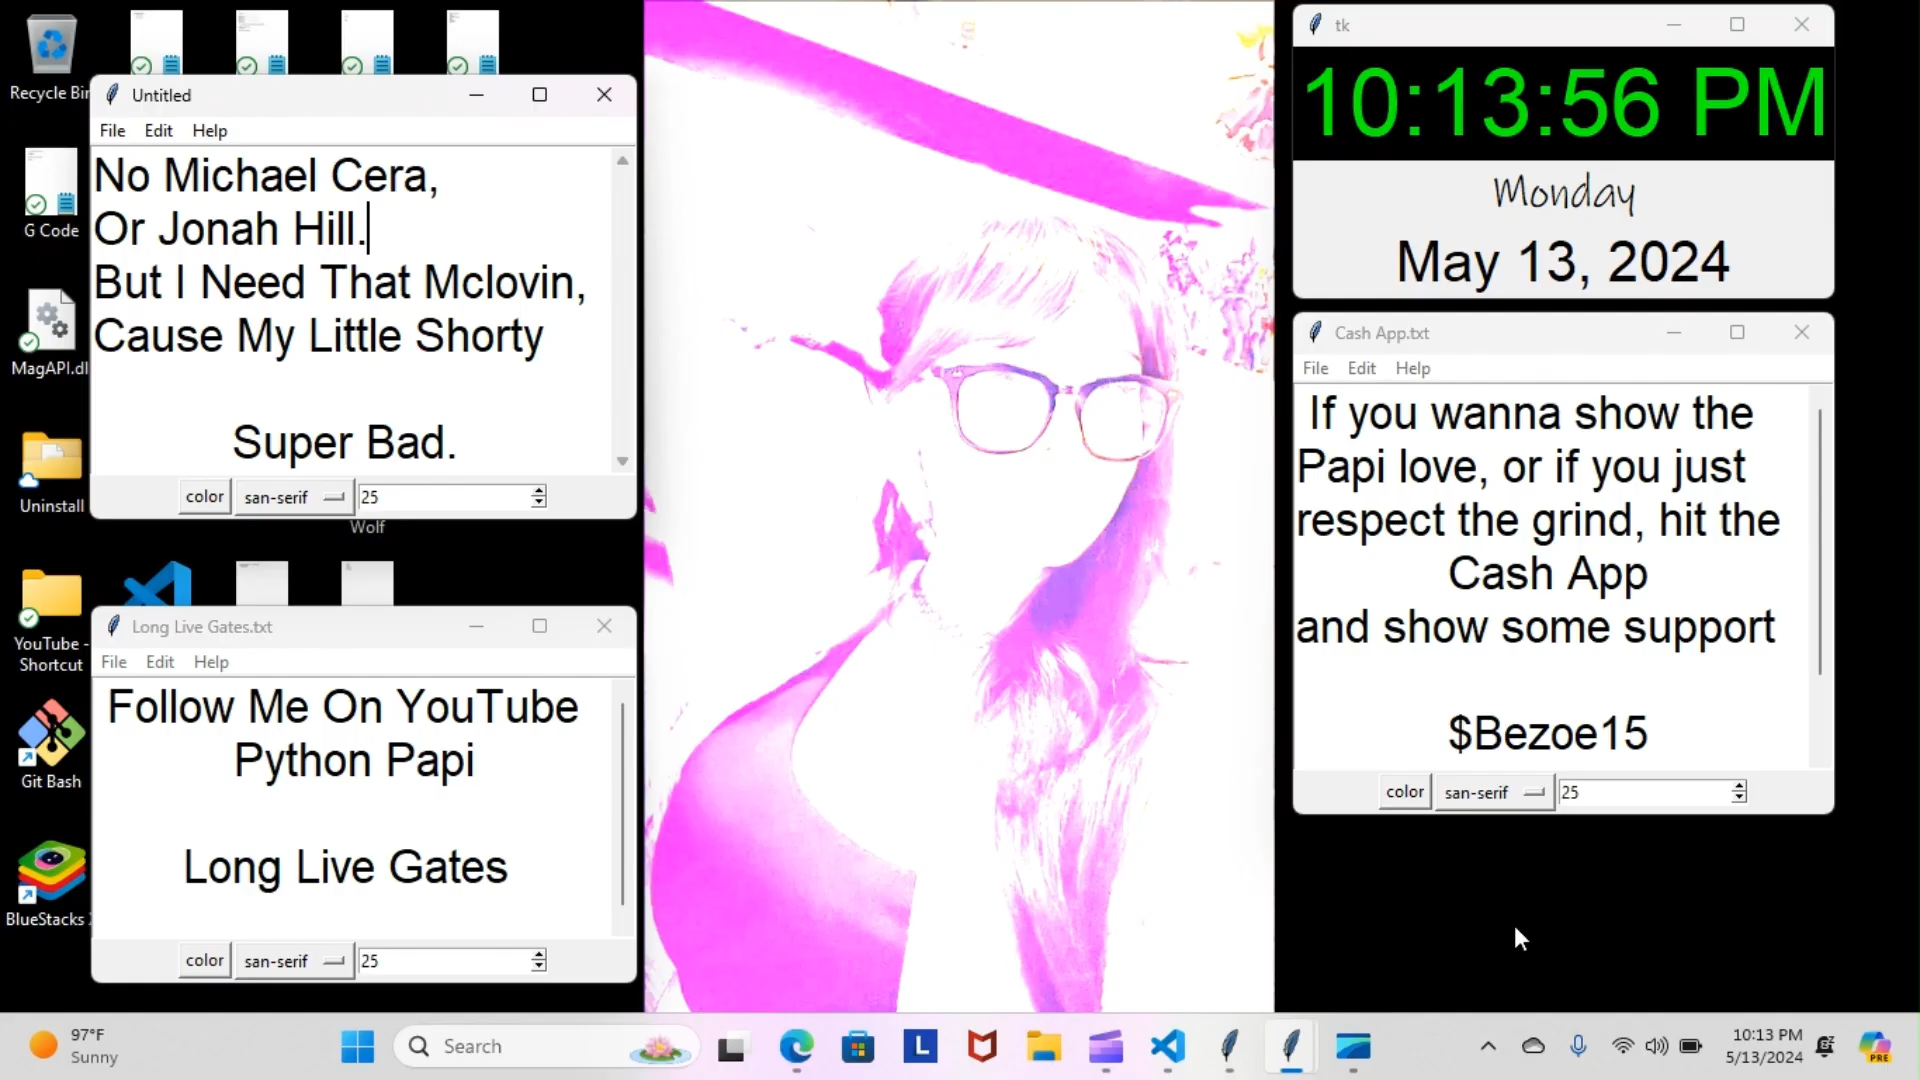 Recycle Bin
G Code
MagAPI.dl
Uninstall
YouTube -
Shortcut
Git Bash
BlueStacks
Wolf
Untitled
File Edit Help
No Michael Cera,
Or Jonah Hill.
But I Need That Mclovin,
Cause My Little Shorty
Super Bad.
color san-serif 25
Long Live Gates.txt
File Edit Help
Follow Me On YouTube
Python Papi
Long Live Gates
color san-serif 25
tk
10:13:56 PM
Monday
May 13, 2024
Cash App.txt
File Edit Help
If you wanna show the
Papi love, or if you just
respect the grind, hit the
Cash App
and show some support
$Bezoe15
color san-serif 25
97°F
Sunny
Search
L
10:13 PM
5/13/2024
PRE